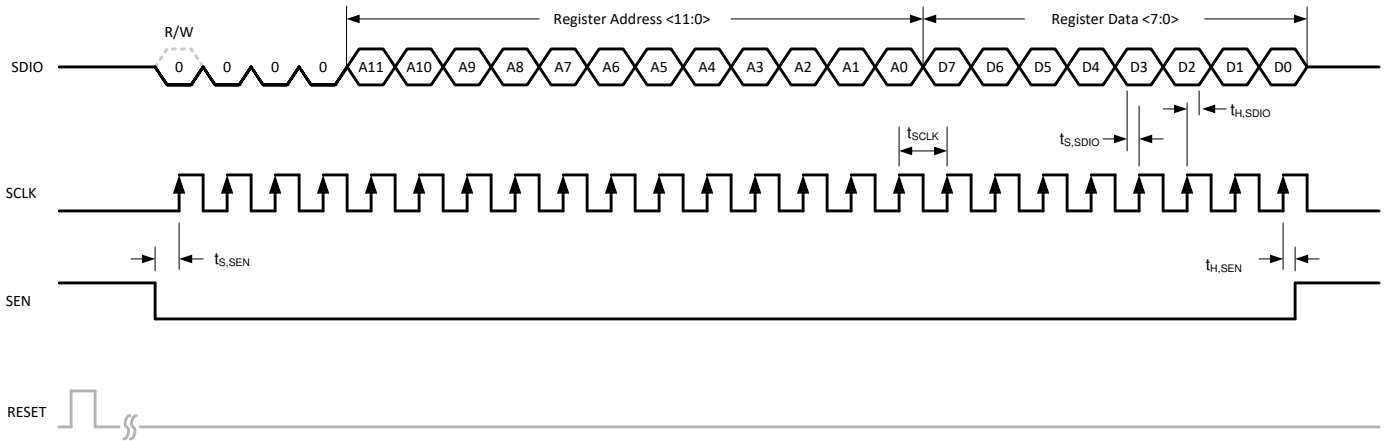 Register Address <11:0>
Register Data <7:0>
R/W
SDIO
0 0 0 0 A11 A10 A9 A8 A7 A6 A5 A4 A3 A2 A1 A0 D7 D6 D5 D4 D3 D2 D1 D0
tH,SDIO
tSCLK
tS,SDIO
SCLK
tS,SEN
tH,SEN
SEN
RESET